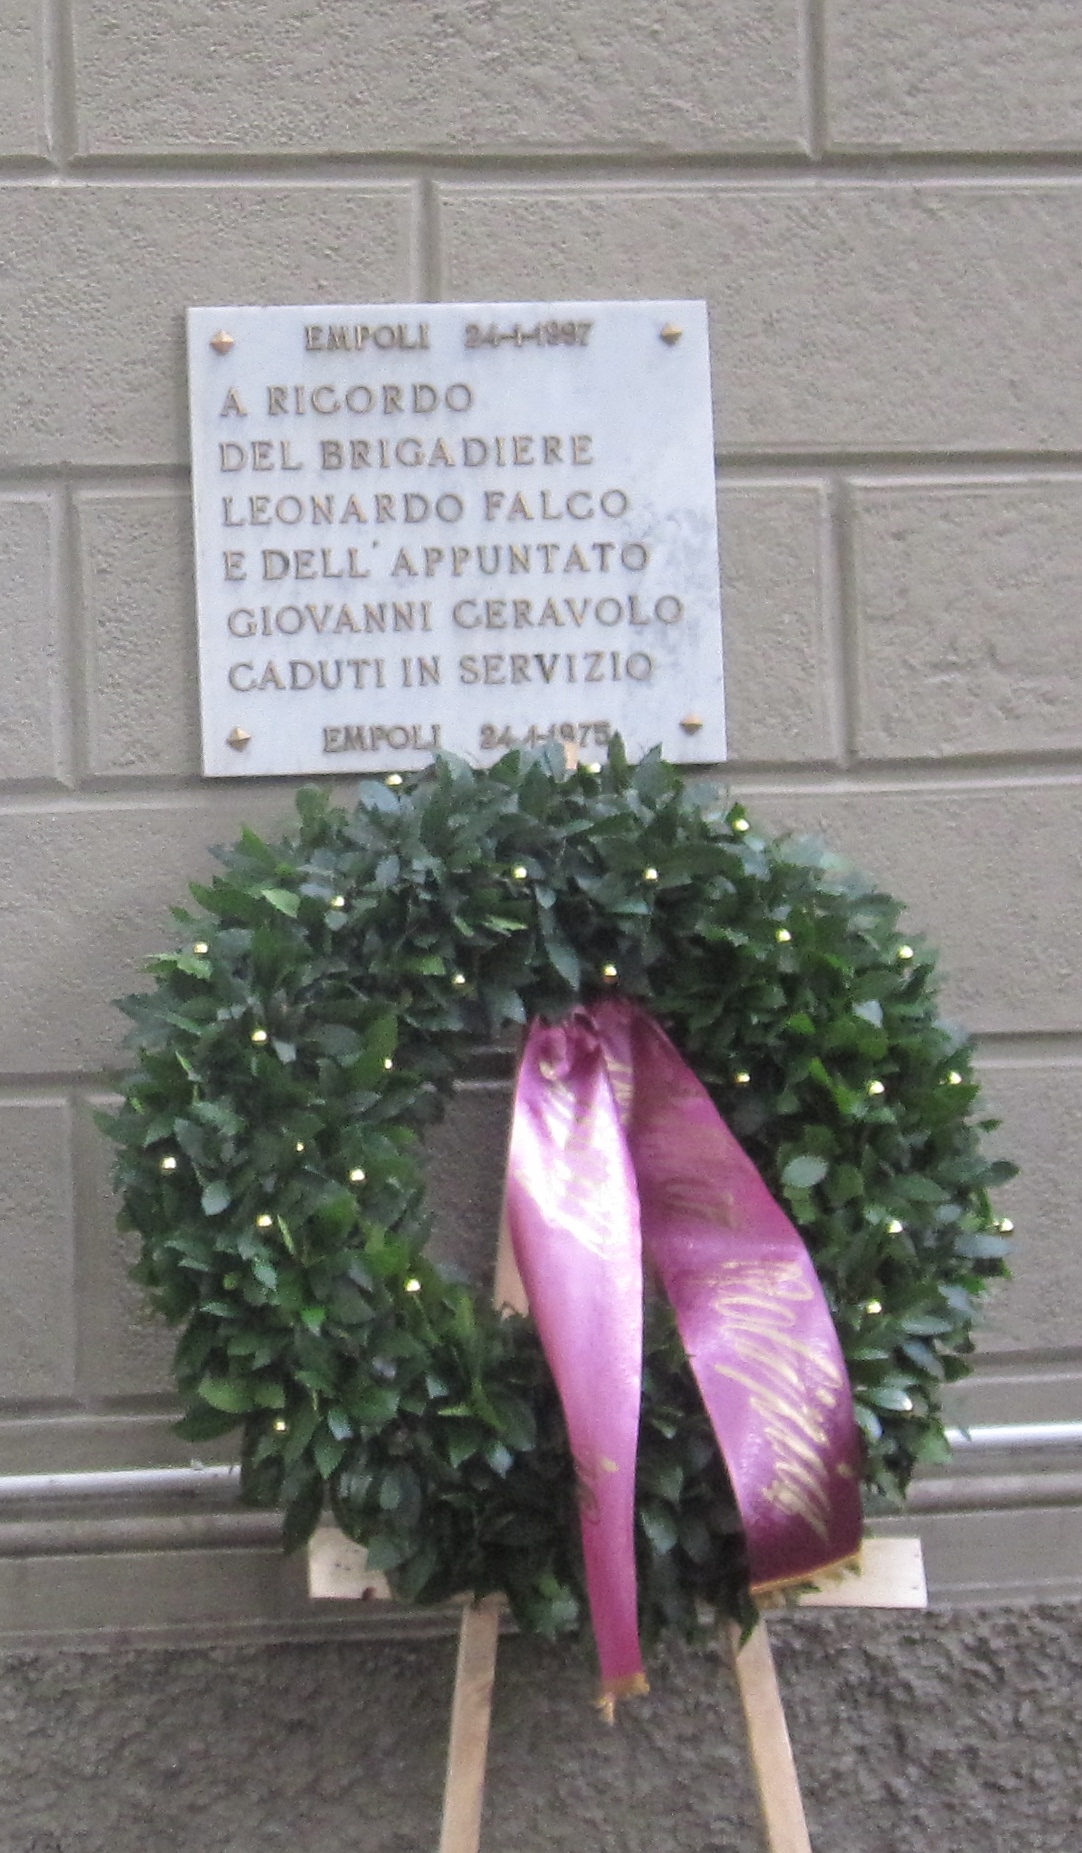 EMPOLI 24-1-1997
A RICORDO
DEL BRIGADIERE
LEONARDO FALCO
E DELL' APPUNTATO
GIOVANNI CERAVOLO
CADUTI IN SERVIZIO
EMPOLI 24-1-1975